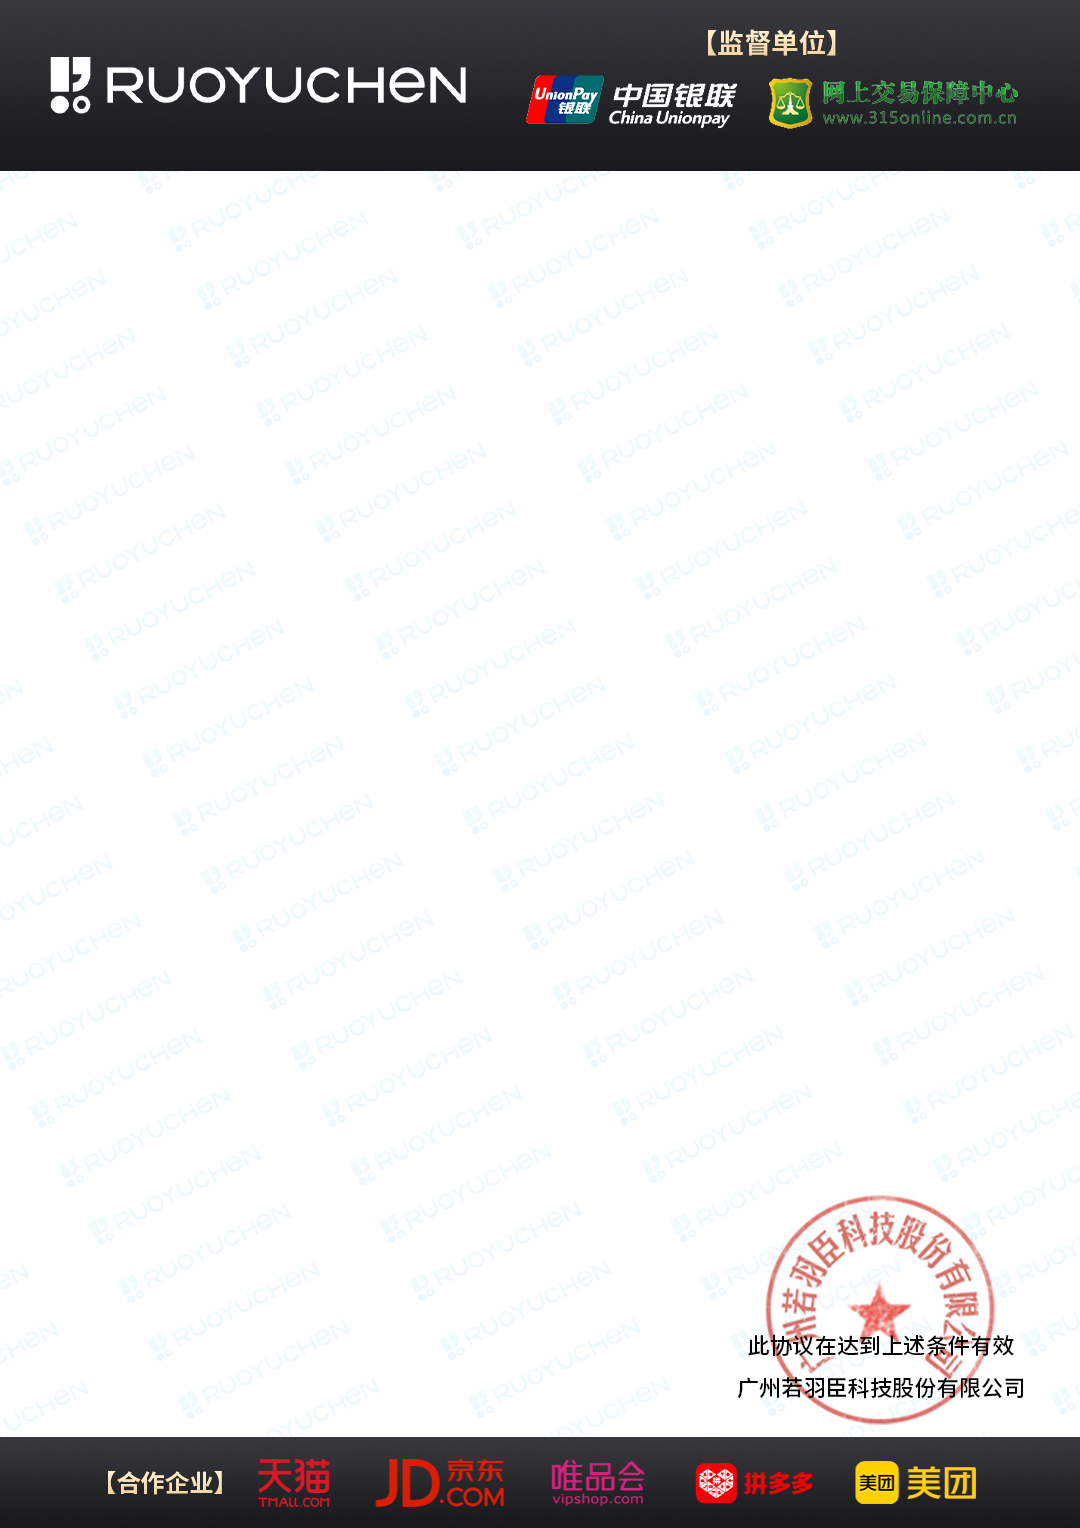 【监督单位】
RUOYUCHEN
UnionPay
银联
中国银联
China Unionpay
网上交易保障中心
www.315online.com.cn
广州若羽臣科技股份有限公司
此协议在达到上述条件有效
广州若羽臣科技股份有限公司
【合作企业】
天猫
TMALL.COM
JD.COM
京东
唯品会
vipshop.com
拼
拼多多
美团
美团